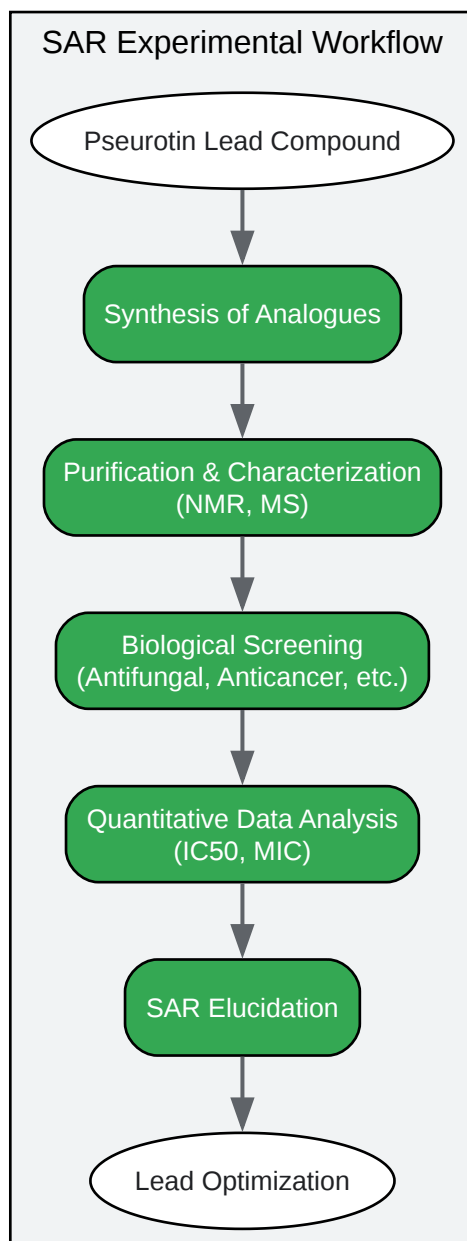 SAR Experimental Workflow
Pseurotin Lead Compound
Synthesis of Analogues
Purification & Characterization
(NMR, MS)
Biological Screening
(Antifungal, Anticancer, etc.)
Quantitative Data Analysis
(IC50, MIC)
SAR Elucidation
Lead Optimization